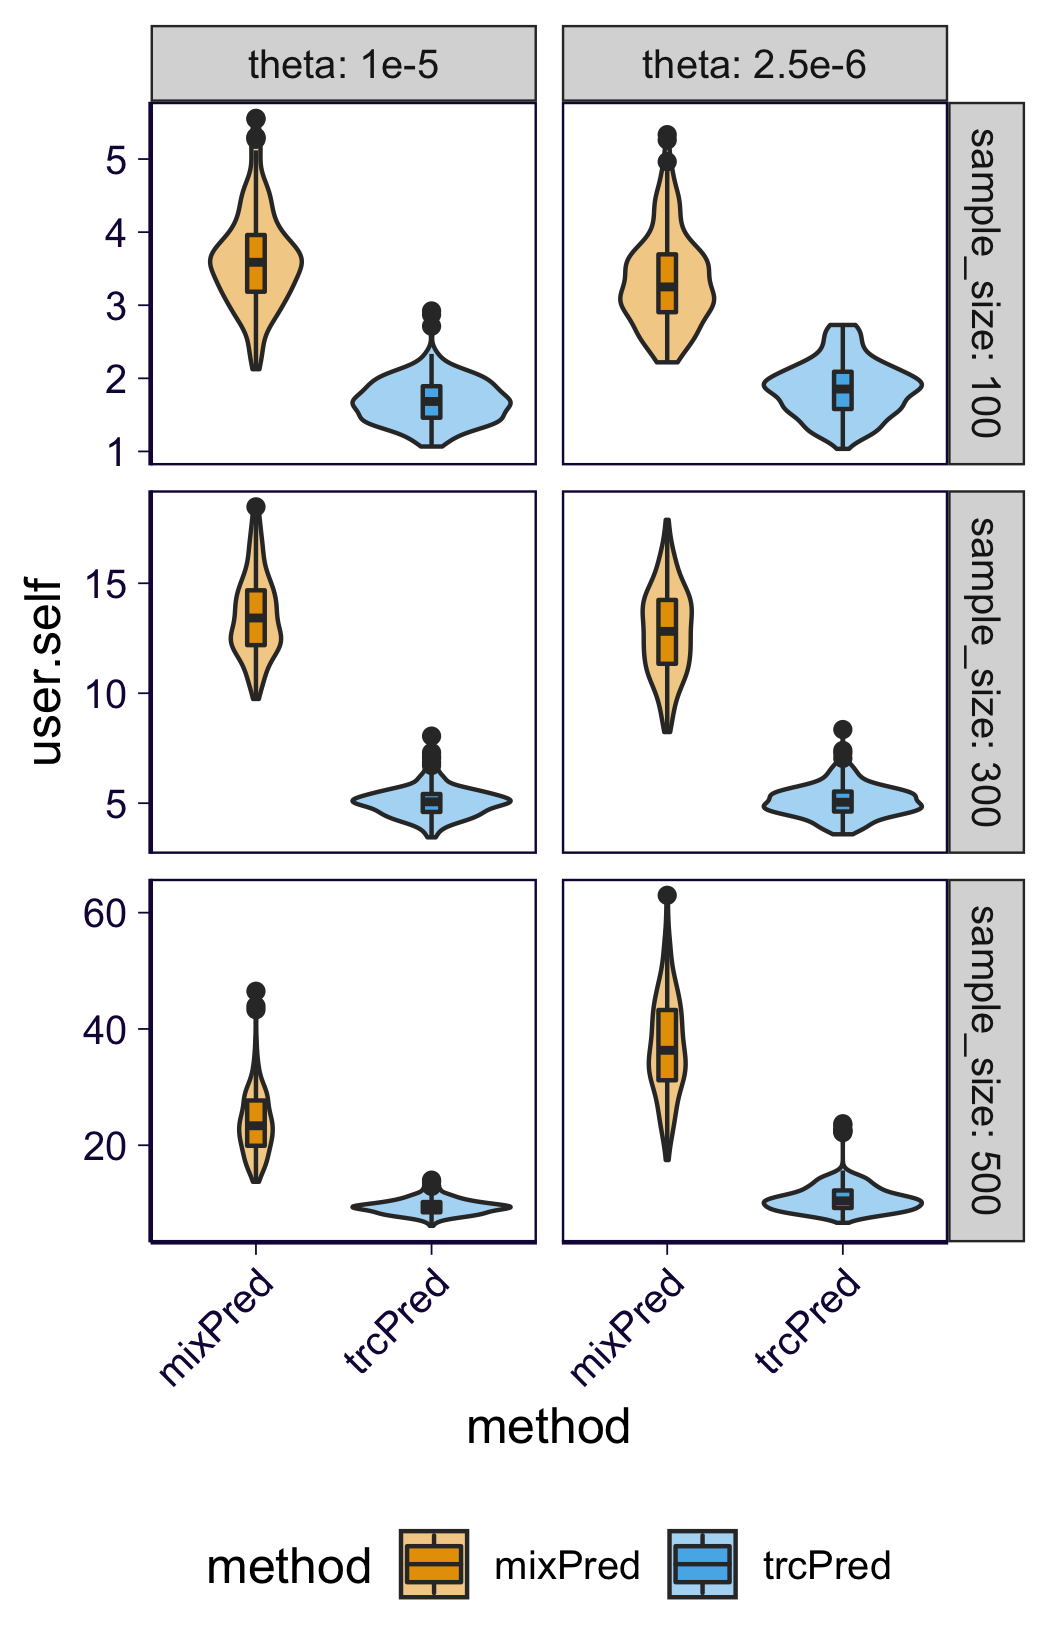 theta: 1e-5
theta: 2.5e-6
5
4
3
2
1
sample_size: 100
15
10
5
sample_size: 300
60
40
20
sample_size: 500
user.self
mixPred
trcPred
mixPred
trcPred
method
method
mixPred
trcPred